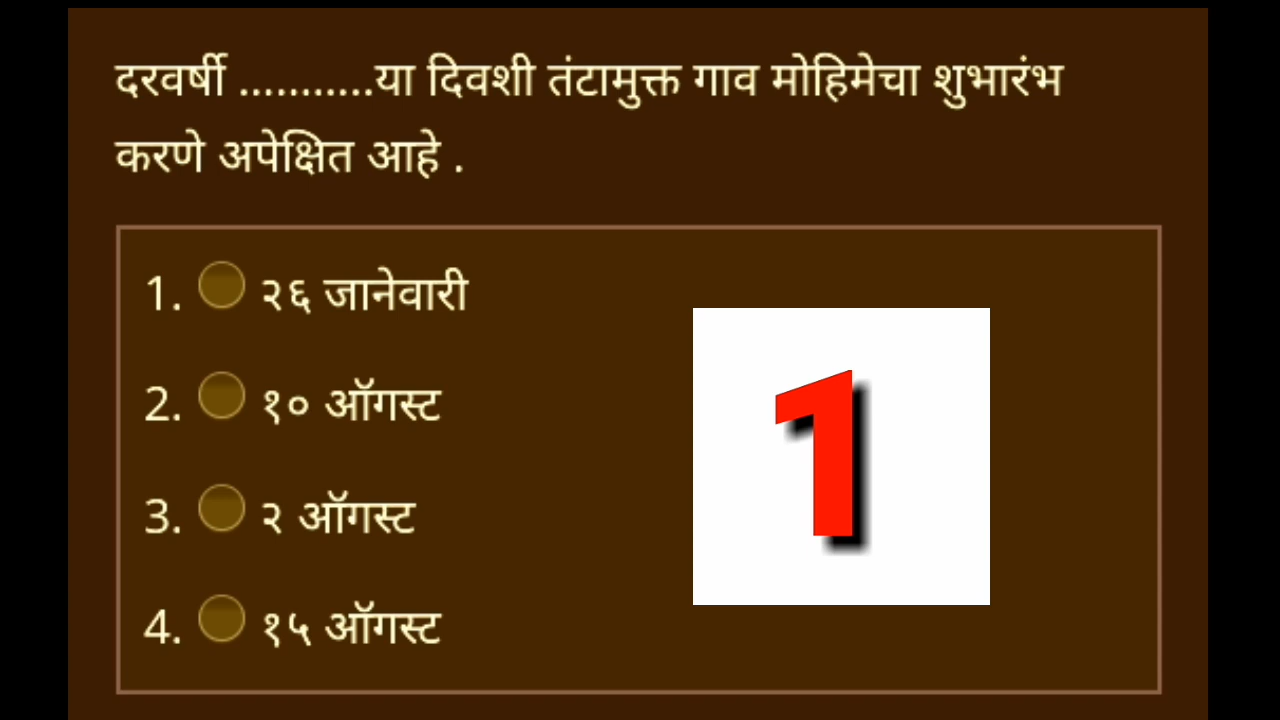 दरवर्षी ...........या दिवशी तंटामुक्त गाव मोहिमेचा शुभारंभ
करणे अपेक्षित आहे .
1. २६ जानेवारी
2. १० ऑगस्ट
1
3. २ ऑगस्ट
4. १५ ऑगस्ट